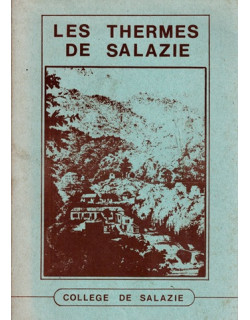 LES THERMES
DE SALAZIE
COLLEGE DE SALAZIE